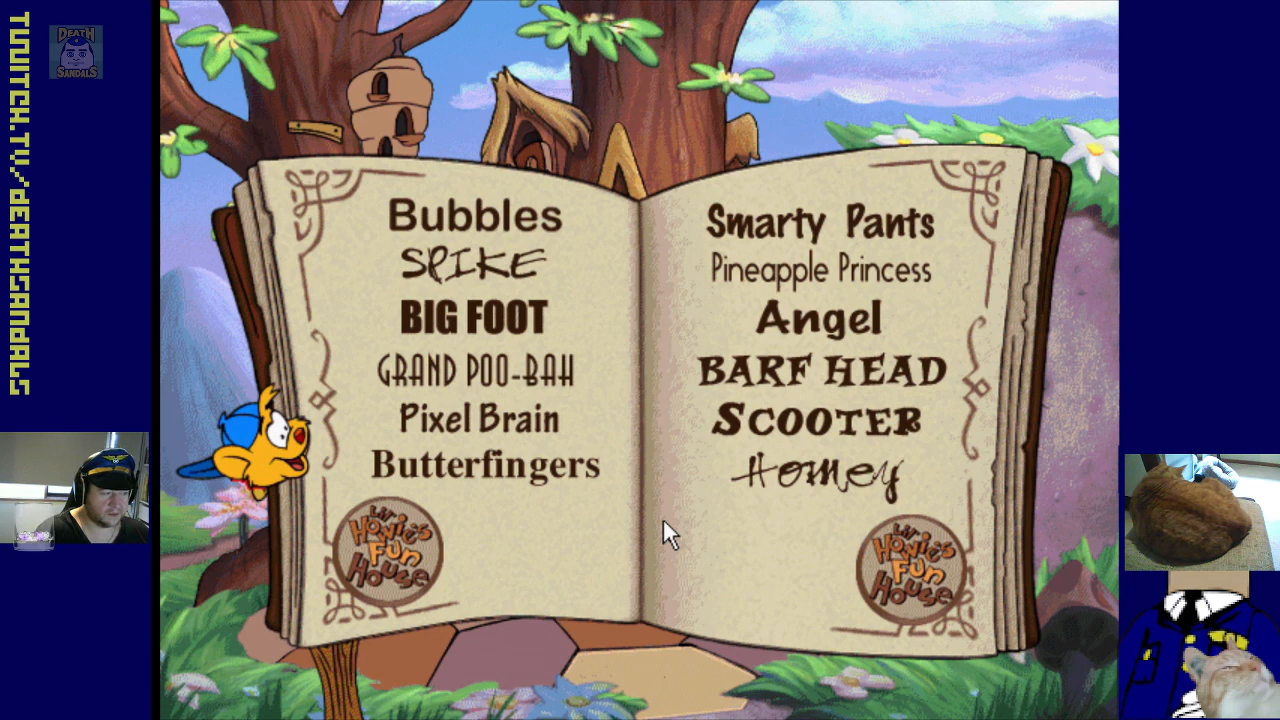 TWITCH.TV/DEATHSANDALS
DEATH
SANDALS
Bubbles
SPIKE
BIG FOOT
GRAND POO-BAH
Pixel Brain
Butterfingers
Lil'
Howie's
Fun
House
Smarty Pants
Pineapple Princess
Angel
BARF HEAD
SCOOTER
Homey
Lil'
Howie's
Fun
House